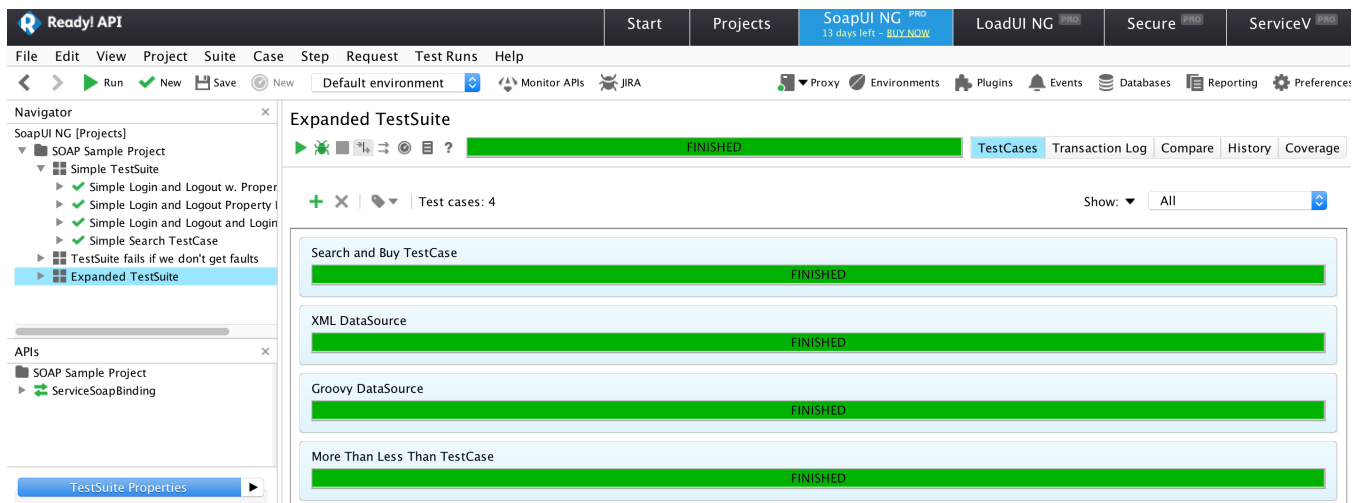 Ready! API
Start
Projects
SoapUI NG PRO
13 days left – BUY NOW
LoadUI NG PRO
Secure PRO
ServiceV PRO
File Edit View Project Suite Case Step Request Test Runs Help
Run New Save New Default environment Monitor APIs JIRA Proxy Environments Plugins Events Databases Reporting Preferences
Navigator
SoapUI NG [Projects]
SOAP Sample Project
Simple TestSuite
Simple Login and Logout w. Proper
Simple Login and Logout Property
Simple Login and Logout and Login
Simple Search TestCase
TestSuite fails if we don't get faults
Expanded TestSuite
APIs
SOAP Sample Project
ServiceSoapBinding
TestSuite Properties
Expanded TestSuite
? FINISHED TestCases Transaction Log Compare History Coverage
Test cases: 4 Show: All
Search and Buy TestCase
FINISHED
XML DataSource
FINISHED
Groovy DataSource
FINISHED
More Than Less Than TestCase
FINISHED